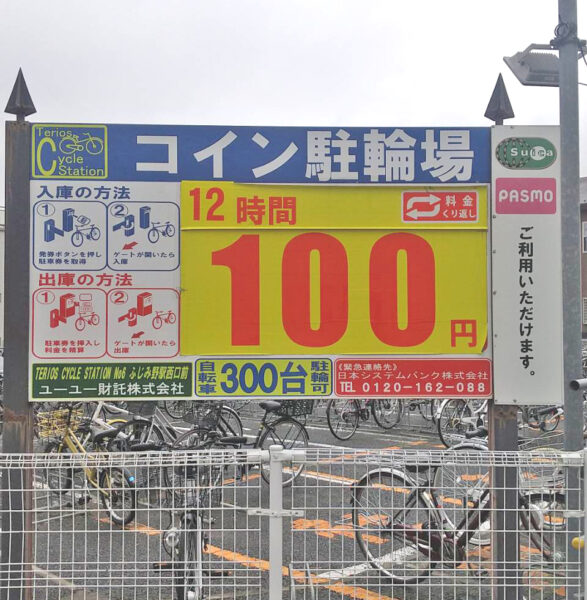 Terios
Cycle
Station
コイン駐輪場
入庫の方法
①
発券ボタンを押し
駐車券を取得
②
ゲートが開いたら
入庫
出庫の方法
①
駐車券を挿入し
料金を精算
②
ゲートが開いたら
出庫
12時間
料金
くり返し
100円
TERIOS CYCLE STATION No6 ふじみ野駅西口前
ユーユー財託株式会社
自転車
300台
駐輪可
《緊急連絡先》
日本システムバンク株式会社
TEL 0120-162-088
Suica
PASMO
ご利用いただけます。